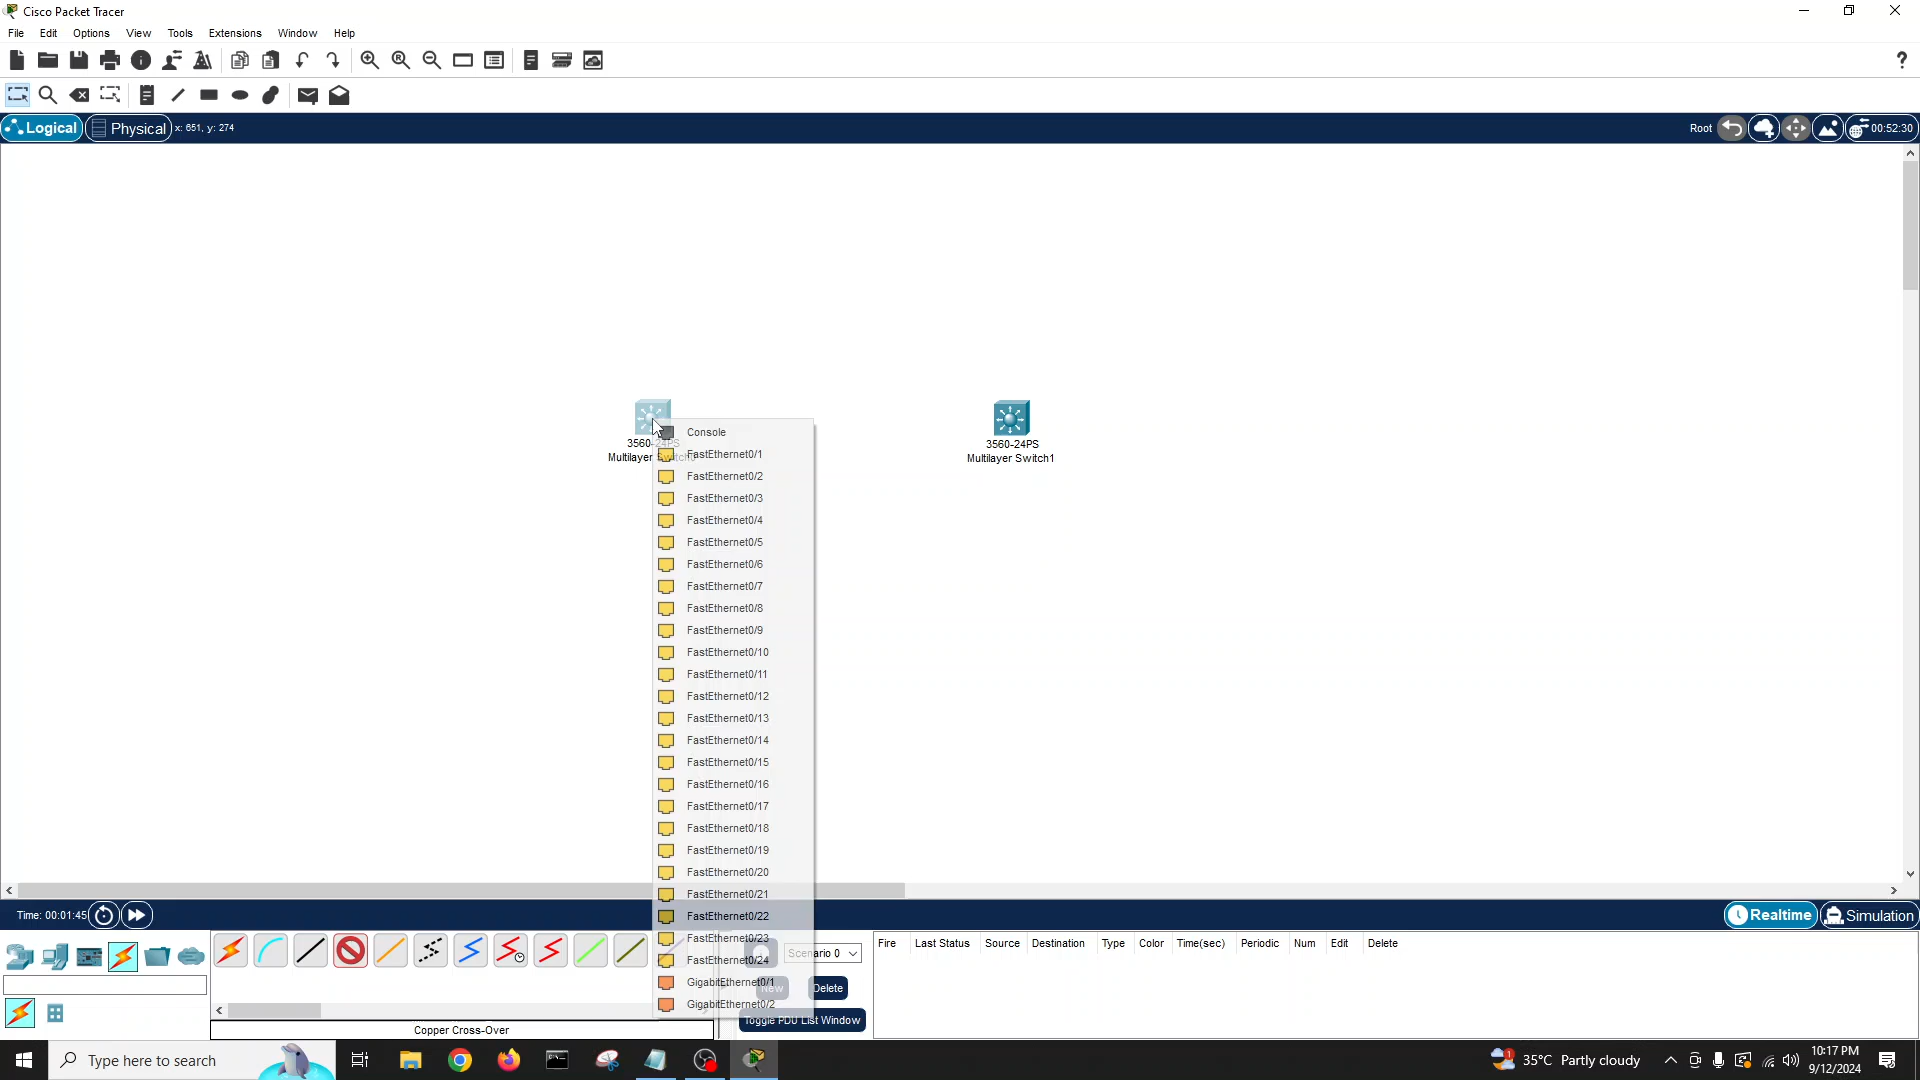 Cisco Packet Tracer
File Edit Options View Tools Extensions Window Help
?
Logical Physical x: 651, y: 274 Root 00:52:30
3560-24PS
Multilayer
3560-24PS
Multilayer Switch1
Console
FastEthernet0/1
FastEthernet0/2
FastEthernet0/3
FastEthernet0/4
FastEthernet0/5
FastEthernet0/6
FastEthernet0/7
FastEthernet0/8
FastEthernet0/9
FastEthernet0/10
FastEthernet0/11
FastEthernet0/12
FastEthernet0/13
FastEthernet0/14
FastEthernet0/15
FastEthernet0/16
FastEthernet0/17
FastEthernet0/18
FastEthernet0/19
FastEthernet0/20
FastEthernet0/21
FastEthernet0/22
FastEthernet0/23
FastEthernet0/24
GigabitEthernet0/1
GigabitEthernet0/2
Time: 00:01:45 Realtime Simulation
Scenario 0
New Delete
Toggle PDU List Window
Fire Last Status Source Destination Type Color Time(sec) Periodic Num Edit Delete
Copper Cross-Over
Type here to search
1 35°C Partly cloudy
10:17 PM
9/12/2024